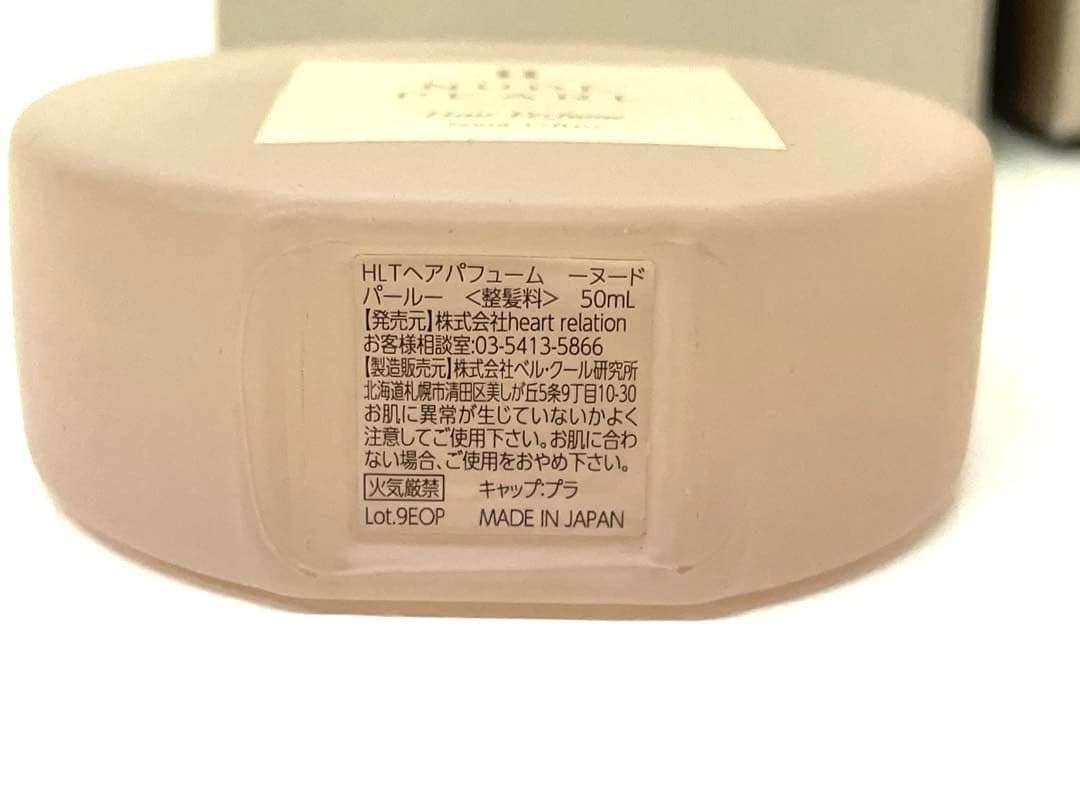 Hair Perfume
HLTヘアパフューム　ーヌード
パールー　＜整髪料＞　50mL
【発売元】株式会社heart relation
お客様相談室:03-5413-5866
【製造販売元】株式会社ベル・クール研究所
北海道札幌市清田区美しが丘5条9丁目10-30
お肌に異常が生じていないかよく
注意してご使用下さい。お肌に合わ
ない場合、ご使用をおやめ下さい。
火気厳禁　キャップ:プラ
Lot.9EOP　MADE IN JAPAN